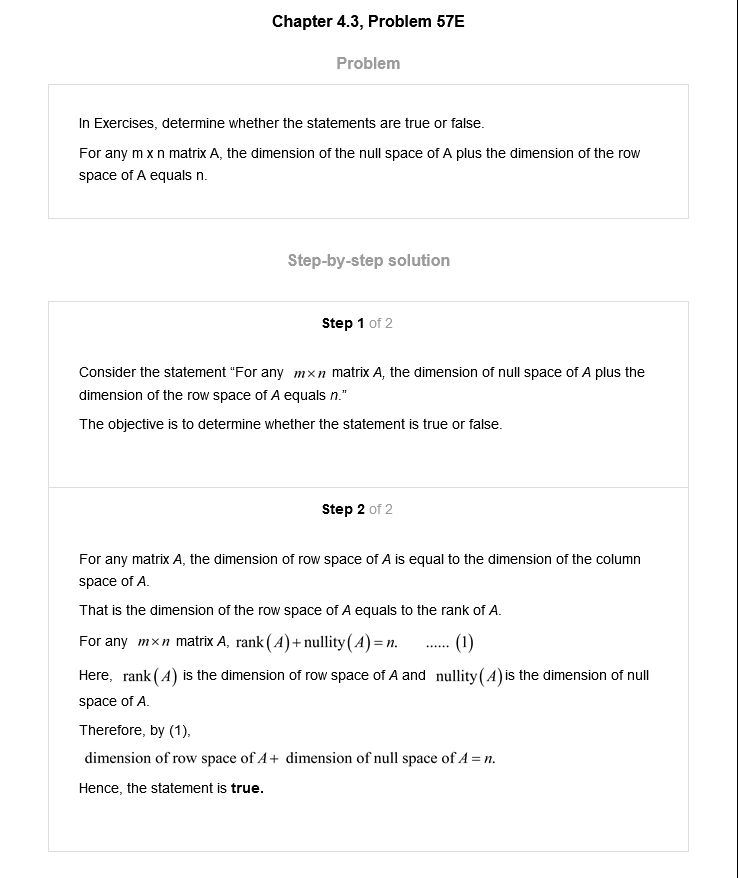 Chapter 4.3, Problem 57E
Problem
In Exercises, determine whether the statements are true or false.
For any m x n matrix A, the dimension of the null space of A plus the dimension of the row
space of A equals n.
Step-by-step solution
Step 1 of 2
Consider the statement “For any m×n matrix A, the dimension of null space of A plus the
dimension of the row space of A equals n.”
The objective is to determine whether the statement is true or false.
Step 2 of 2
For any matrix A, the dimension of row space of A is equal to the dimension of the column
space of A.
That is the dimension of the row space of A equals to the rank of A.
For any m×n matrix A, rank(A)+nullity(A)=n. ...... (1)
Here, rank(A) is the dimension of row space of A and nullity(A) is the dimension of null
space of A.
Therefore, by (1),
dimension of row space of A+ dimension of null space of A=n.
Hence, the statement is true.